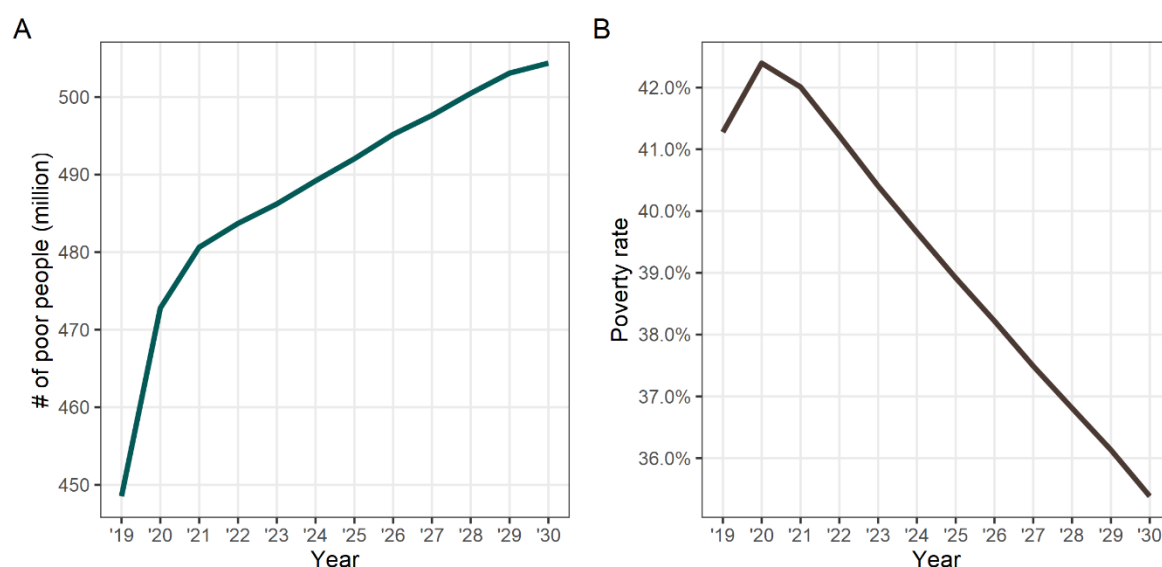 A
# of poor people (million)
500
490
480
470
460
450
'19 '20 '21 '22 '23 '24 '25 '26 '27 '28 '29 '30
Year
B
Poverty rate
42.0%
41.0%
40.0%
39.0%
38.0%
37.0%
36.0%
'19 '20 '21 '22 '23 '24 '25 '26 '27 '28 '29 '30
Year